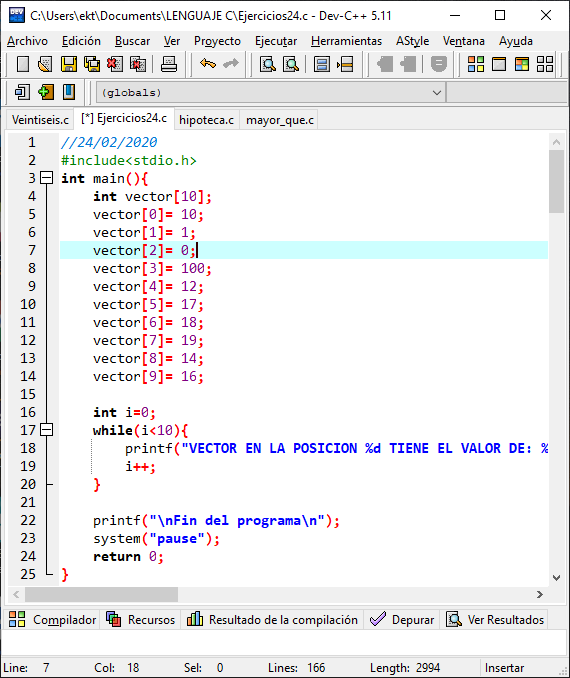 C:\Users\ekt\Documents\LENGUAJE C\Ejercicios24.c - Dev-C++ 5.11
Archivo Edición Buscar Ver Proyecto Ejecutar Herramientas AStyle Ventana Ayuda
(globals)
Veintiseis.c [*] Ejercicios24.c hipoteca.c mayor_que.c
1 //24/02/2020
2 #include<stdio.h>
3 int main(){
4 int vector[10];
5 vector[0]= 10;
6 vector[1]= 1;
7 vector[2]= 0;
8 vector[3]= 100;
9 vector[4]= 12;
10 vector[5]= 17;
11 vector[6]= 18;
12 vector[7]= 19;
13 vector[8]= 14;
14 vector[9]= 16;
15
16 int i=0;
17 while(i<10){
18 printf("VECTOR EN LA POSICION %d TIENE EL VALOR DE: %
19 i++;
20 }
21
22 printf("\nFin del programa\n");
23 system("pause");
24 return 0;
25 }
Compilador Recursos Resultado de la compilación Depurar Ver Resultados
Line: 7 Col: 18 Sel: 0 Lines: 166 Length: 2994 Insertar